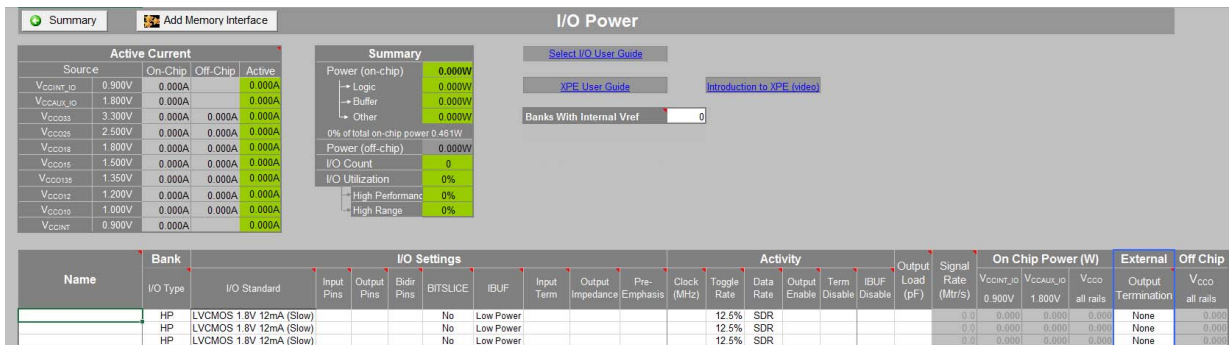 Summary
Add Memory Interface
I/O Power
Active Current
Source On-Chip Off-Chip Active
VCCINT_IO 0.900V 0.000A 0.000A
VCCAUX_IO 1.800V 0.000A 0.000A
VCCO33 3.300V 0.000A 0.000A 0.000A
VCCO25 2.500V 0.000A 0.000A 0.000A
VCCO18 1.800V 0.000A 0.000A 0.000A
VCCO15 1.500V 0.000A 0.000A 0.000A
VCCO135 1.350V 0.000A 0.000A 0.000A
VCCO12 1.200V 0.000A 0.000A 0.000A
VCCO10 1.000V 0.000A 0.000A 0.000A
VCCINT 0.900V 0.000A 0.000A
Summary
Power (on-chip) 0.000W
Logic 0.000W
Buffer 0.000W
Other 0.000W
0% of total on-chip power 0.461W
Power (off-chip) 0.000W
I/O Count 0
I/O Utilization 0%
High Performanc 0%
High Range 0%
Select I/O User Guide
XPE User Guide
Introduction to XPE (video)
Banks With Internal Vref 0
Name
Bank
I/O Type
I/O Settings
I/O Standard
Input Pins
Output Pins
Bidir Pins
BITSLICE
IBUF
Input Term
Output Impedance
Pre-Emphasis
Activity
Clock (MHz)
Toggle Rate
Data Rate
Output Enable
Term Disable
IBUF Disable
Output Load (pF)
Signal Rate (Mtr/s)
On Chip Power (W)
VCCINT_IO 0.900V
VCCAUX_IO 1.800V
VCCO all rails
External
Output Termination
Off Chip
VCCO all rails
HP LVCMOS 1.8V 12mA (Slow) No Low Power 12.5% SDR 0.0 0.000 0.000 0.000 None 0.000
HP LVCMOS 1.8V 12mA (Slow) No Low Power 12.5% SDR 0.0 0.000 0.000 0.000 None 0.000
HP LVCMOS 1.8V 12mA (Slow) No Low Power 12.5% SDR 0.0 0.000 0.000 0.000 None 0.000